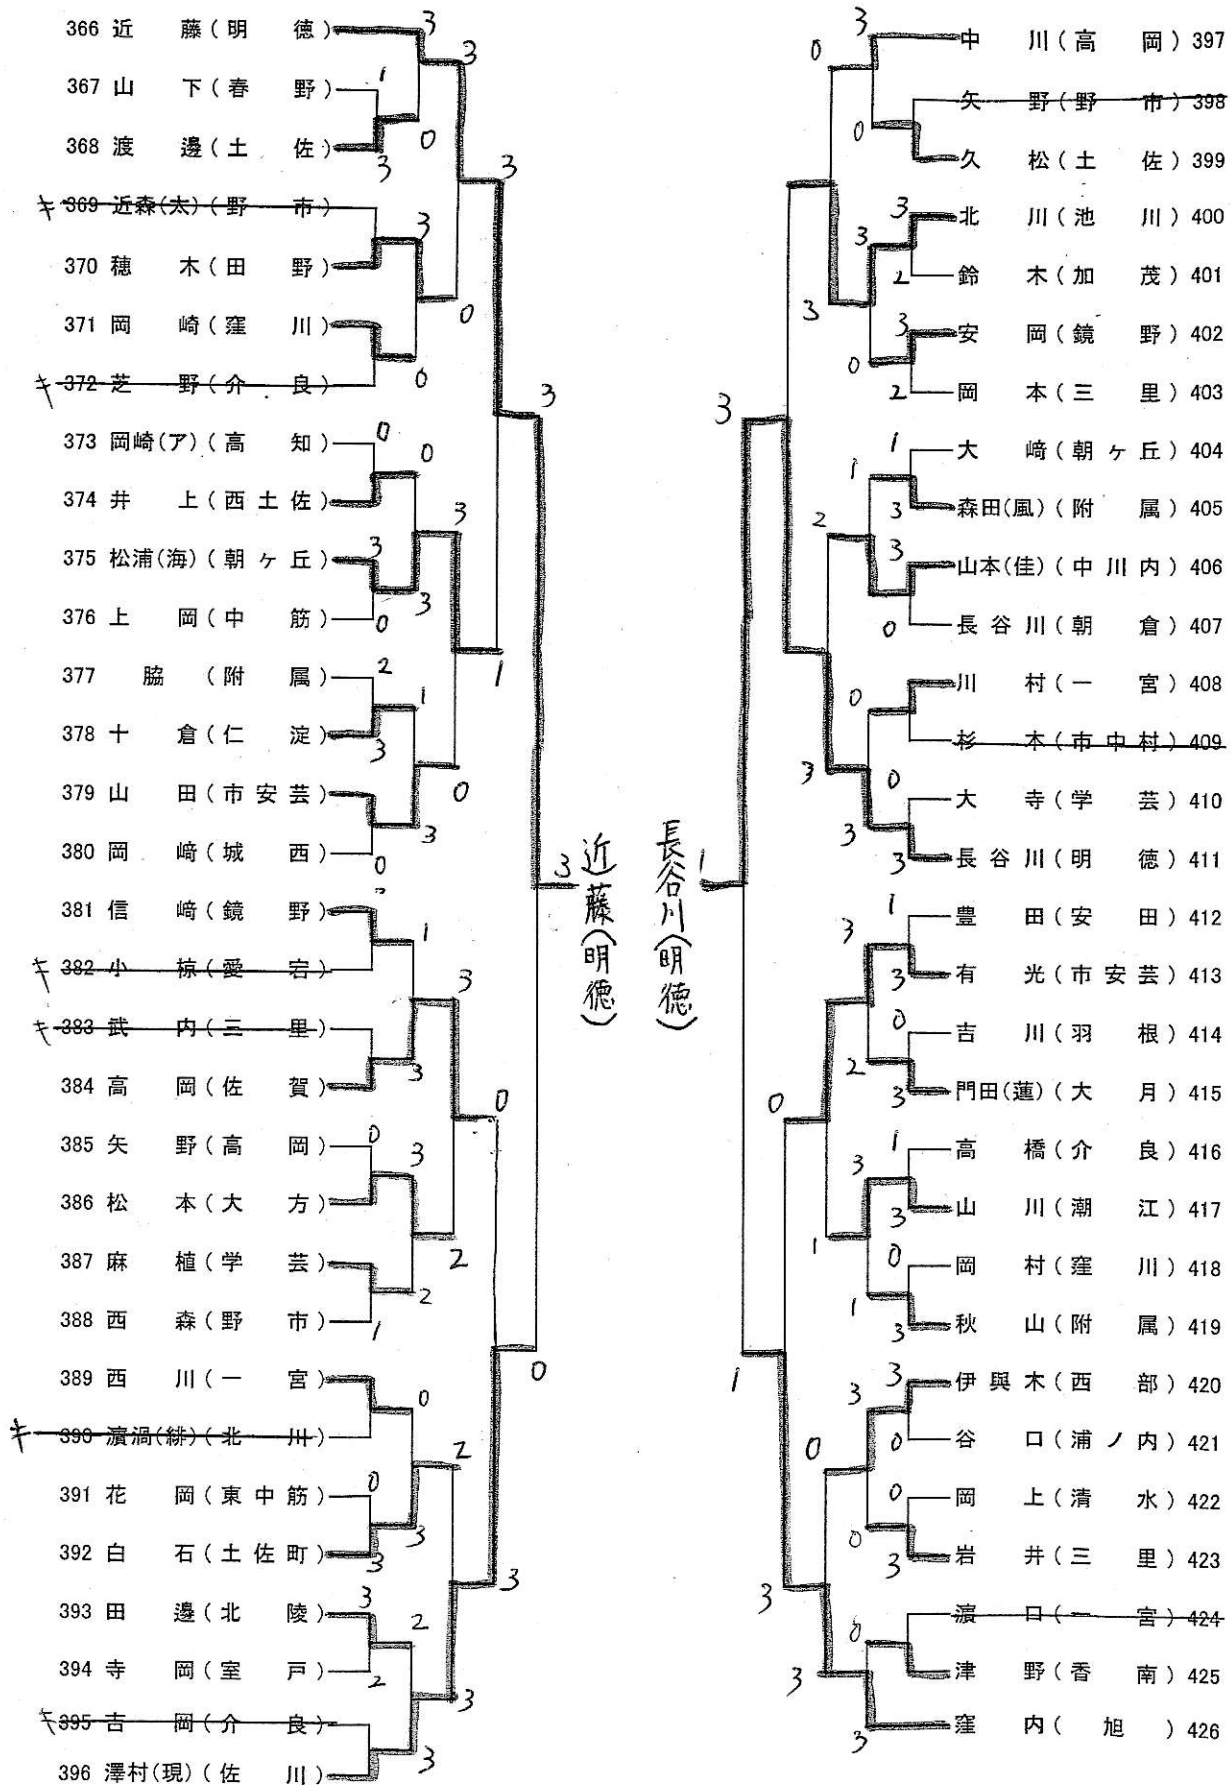 366 近藤(明徳)
367 山下(春野)
368 渡邊(土佐)
キ 369 近森(太)(野市)
370 穂木(田野)
371 岡崎(窪川)
キ 372 芝野(介良)
373 岡崎(ア)(高知)
374 井上(西土佐)
375 松浦(海)(朝ヶ丘)
376 上岡(中筋)
377 脇(附属)
378 十倉(仁淀)
379 山田(市安芸)
380 岡﨑(城西)
381 信﨑(鏡野)
キ 382 小椋(愛宕)
キ 383 武内(三里)
384 高岡(佐賀)
385 矢野(高岡)
386 松本(大方)
387 麻植(学芸)
388 西森(野市)
389 西川(一宮)
キ 390 濵渦(緋)(北川)
391 花岡(東中筋)
392 白石(土佐町)
393 田邊(北陵)
394 寺岡(室戸)
キ 395 吉岡(介良)
396 澤村(現)(佐川)
3 近藤(明徳)
長谷川(明徳) 1
中川(高岡) 397
矢野(野市) 398
久松(土佐) 399
北川(池川) 400
鈴木(加茂) 401
安岡(鏡野) 402
岡本(三里) 403
大﨑(朝ヶ丘) 404
森田(風)(附属) 405
山本(佳)(中川内) 406
長谷川(朝倉) 407
川村(一宮) 408
杉本(市中村) 409
大寺(学芸) 410
長谷川(明徳) 411
豊田(安田) 412
有光(市安芸) 413
吉川(羽根) 414
門田(蓮)(大月) 415
高橋(介良) 416
山川(潮江) 417
岡村(窪川) 418
秋山(附属) 419
伊與木(西部) 420
谷口(浦ノ内) 421
岡上(清水) 422
岩井(三里) 423
濵口(一宮) 424
津野(香南) 425
窪内(旭) 426